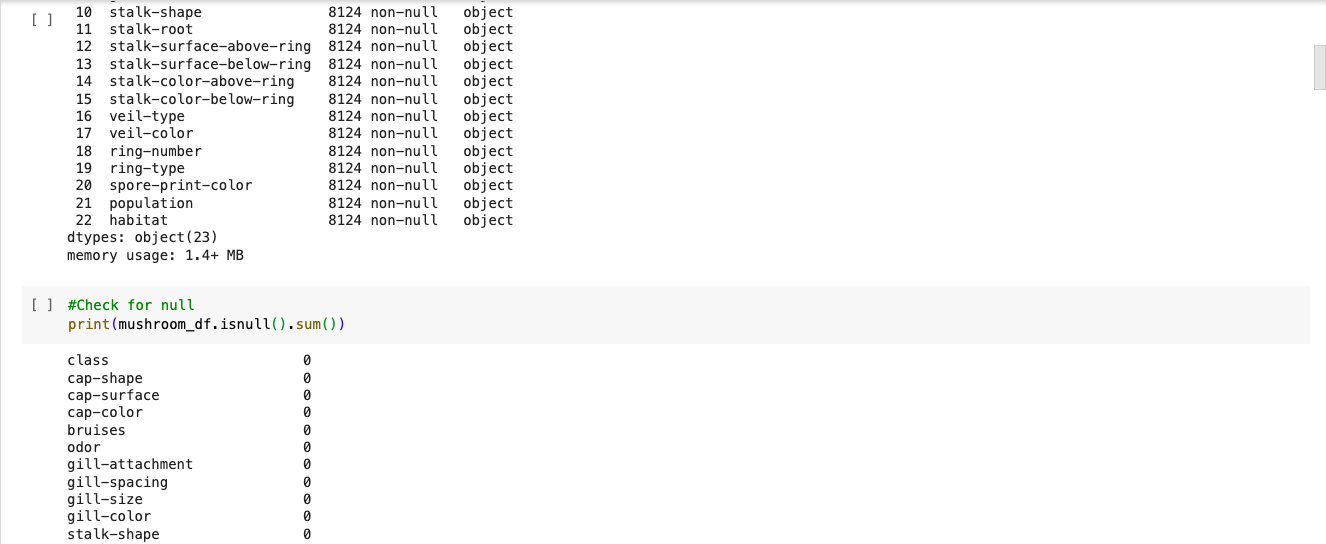 [ ] 10 stalk-shape 8124 non-null object
11 stalk-root 8124 non-null object
12 stalk-surface-above-ring 8124 non-null object
13 stalk-surface-below-ring 8124 non-null object
14 stalk-color-above-ring 8124 non-null object
15 stalk-color-below-ring 8124 non-null object
16 veil-type 8124 non-null object
17 veil-color 8124 non-null object
18 ring-number 8124 non-null object
19 ring-type 8124 non-null object
20 spore-print-color 8124 non-null object
21 population 8124 non-null object
22 habitat 8124 non-null object
dtypes: object(23)
memory usage: 1.4+ MB
[ ] #Check for null
print(mushroom_df.isnull().sum())
class 0
cap-shape 0
cap-surface 0
cap-color 0
bruises 0
odor 0
gill-attachment 0
gill-spacing 0
gill-size 0
gill-color 0
stalk-shape 0